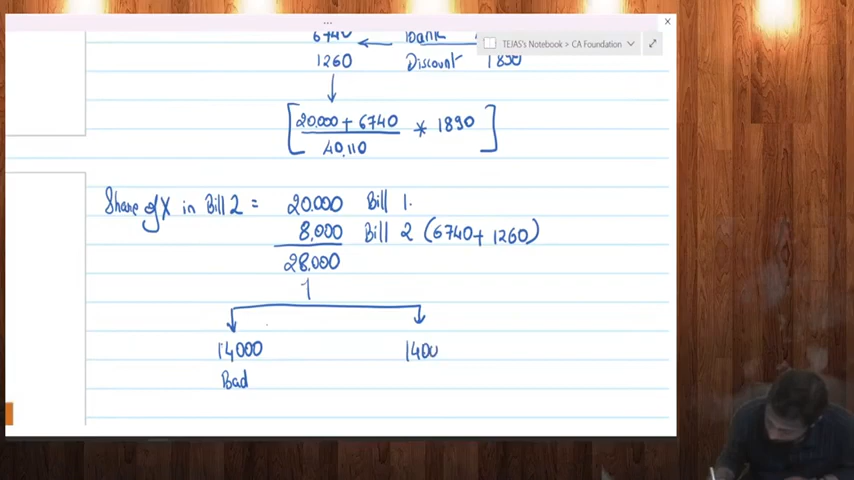 ...
TEJAS's Notebook > CA Foundation
6740 ← Bank
1260 Discount 1890
[20.000 + 6740 / 40,110 * 1890]
Share of X in Bill 2 = 20.000 Bill 1.
8,000 Bill 2 (6740 + 1260)
28.000
14000 1400
Bad